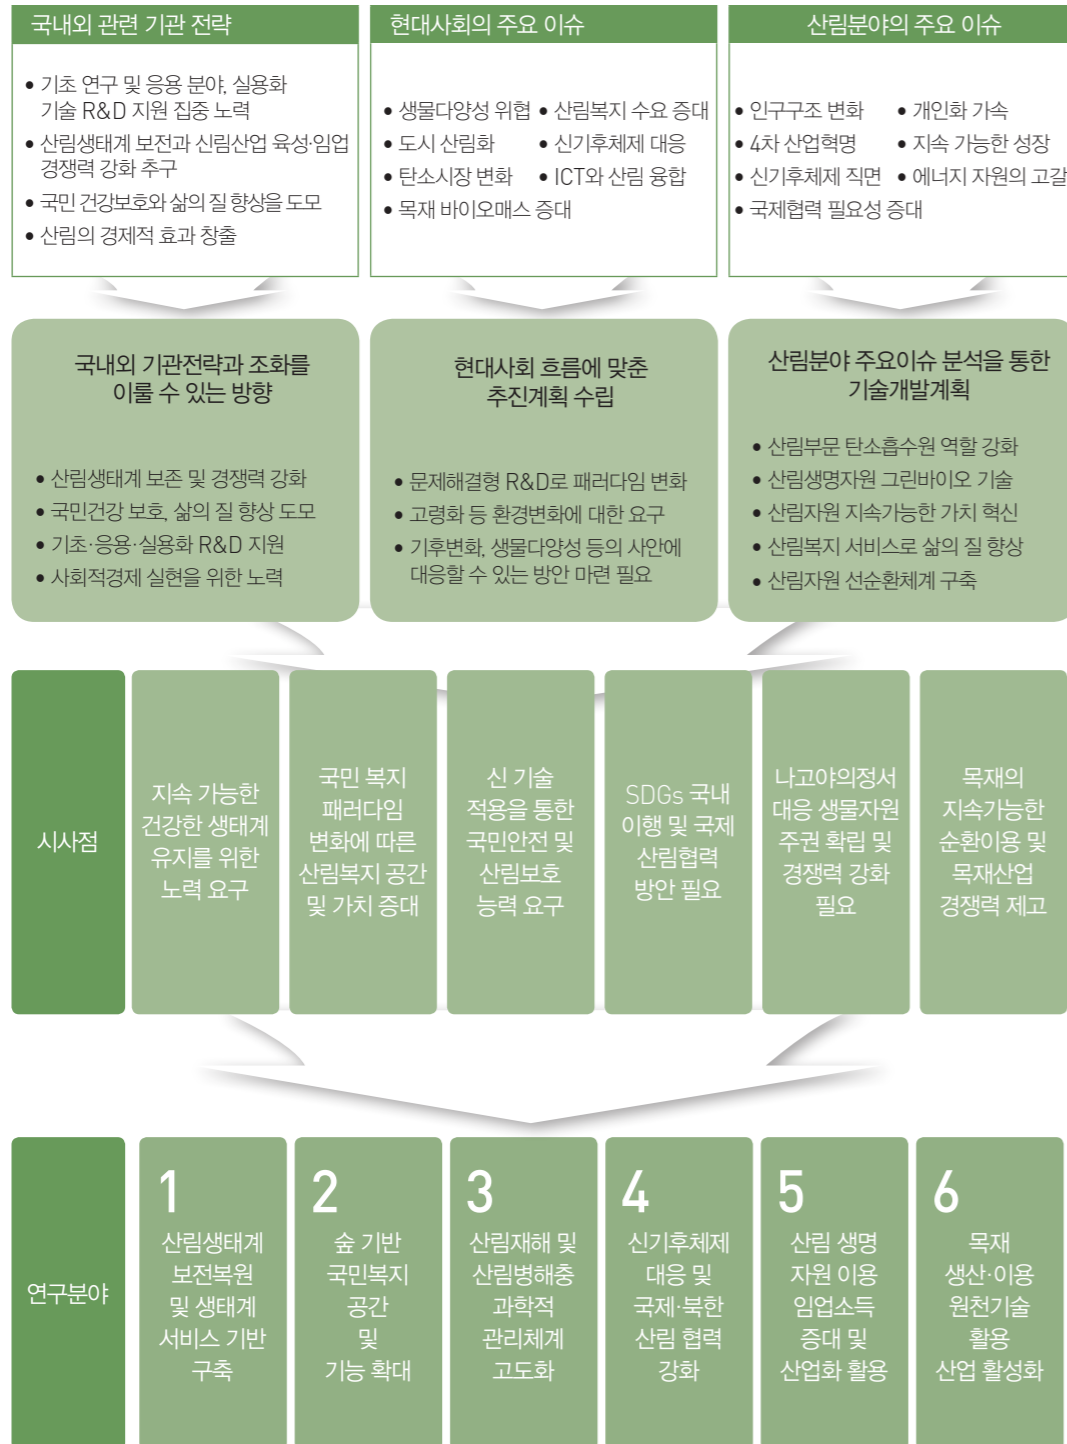 국내외 관련 기관 전략
• 기초 연구 및 응용 분야, 실용화
기술 R&D 지원 집중 노력
• 산림생태계 보전과 신림산업 육성·임업
경쟁력 강화 추구
• 국민 건강보호와 삶의 질 향상을 도모
• 산림의 경제적 효과 창출
현대사회의 주요 이슈
• 생물다양성 위협 • 산림복지 수요 증대
• 도시 산림화 • 신기후체제 대응
• 탄소시장 변화 • ICT와 산림 융합
• 목재 바이오매스 증대
산림분야의 주요 이슈
• 인구구조 변화 • 개인화 가속
• 4차 산업혁명 • 지속 가능한 성장
• 신기후체제 직면 • 에너지 자원의 고갈
• 국제협력 필요성 증대
국내외 기관전략과 조화를
이룰 수 있는 방향
• 산림생태계 보존 및 경쟁력 강화
• 국민건강 보호, 삶의 질 향상 도모
• 기초·응용·실용화 R&D 지원
• 사회적경제 실현을 위한 노력
현대사회 흐름에 맞춘
추진계획 수립
• 문제해결형 R&D로 패러다임 변화
• 고령화 등 환경변화에 대한 요구
• 기후변화, 생물다양성 등의 사안에
대응할 수 있는 방안 마련 필요
산림분야 주요이슈 분석을 통한
기술개발계획
• 산림부문 탄소흡수원 역할 강화
• 산림생명자원 그린바이오 기술
• 산림자원 지속가능한 가치 혁신
• 산림복지 서비스로 삶의 질 향상
• 산림자원 선순환체계 구축
시사점
지속 가능한
건강한 생태계
유지를 위한
노력 요구
국민 복지
패러다임
변화에 따른
산림복지 공간
및 가치 증대
신 기술
적용을 통한
국민안전 및
산림보호
능력 요구
SDGs 국내
이행 및 국제
산림협력
방안 필요
나고야의정서
대응 생물자원
주권 확립 및
경쟁력 강화
필요
목재의
지속가능한
순환이용 및
목재산업
경쟁력 제고
연구분야
1
산림생태계
보전복원
및 생태계
서비스 기반
구축
2
숲 기반
국민복지
공간
및
기능 확대
3
산림재해 및
산림병해충
과학적
관리체계
고도화
4
신기후체제
대응 및
국제·북한
산림 협력
강화
5
산림 생명
자원 이용
임업소득
증대 및
산업화 활용
6
목재
생산·이용
원천기술
활용
산업 활성화